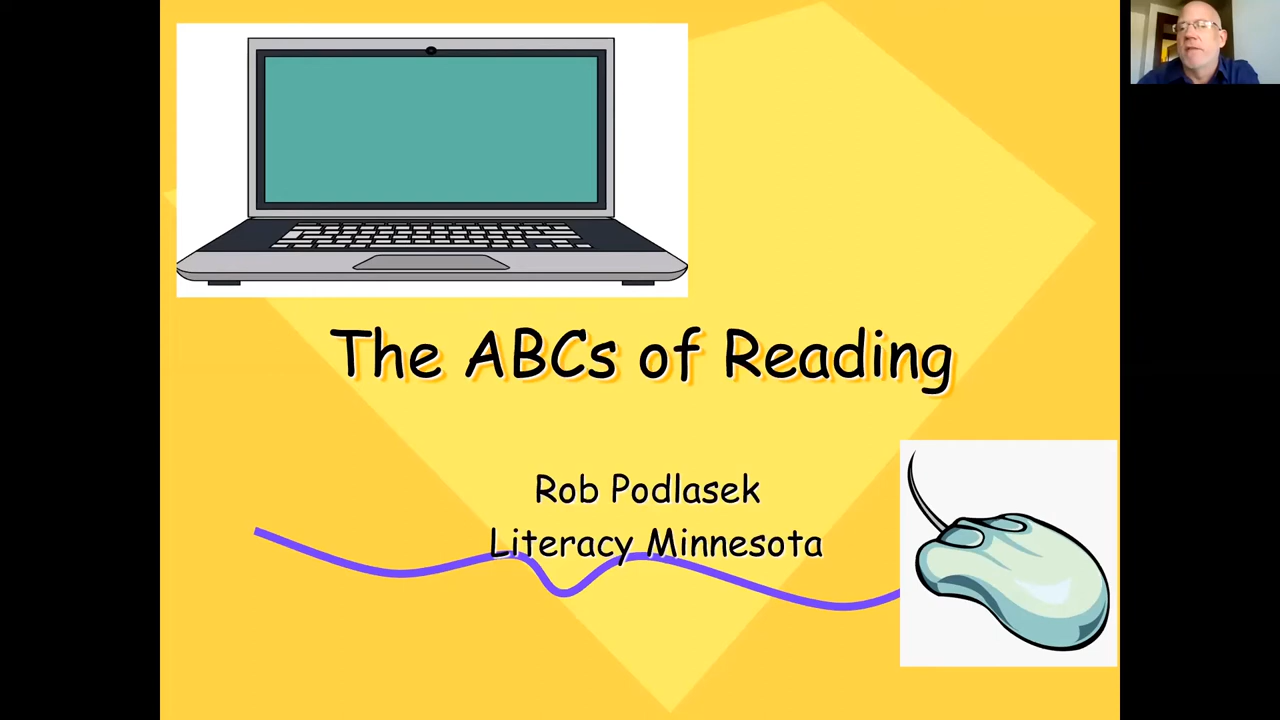 The ABCs of Reading
Rob Podlasek
Literacy Minnesota